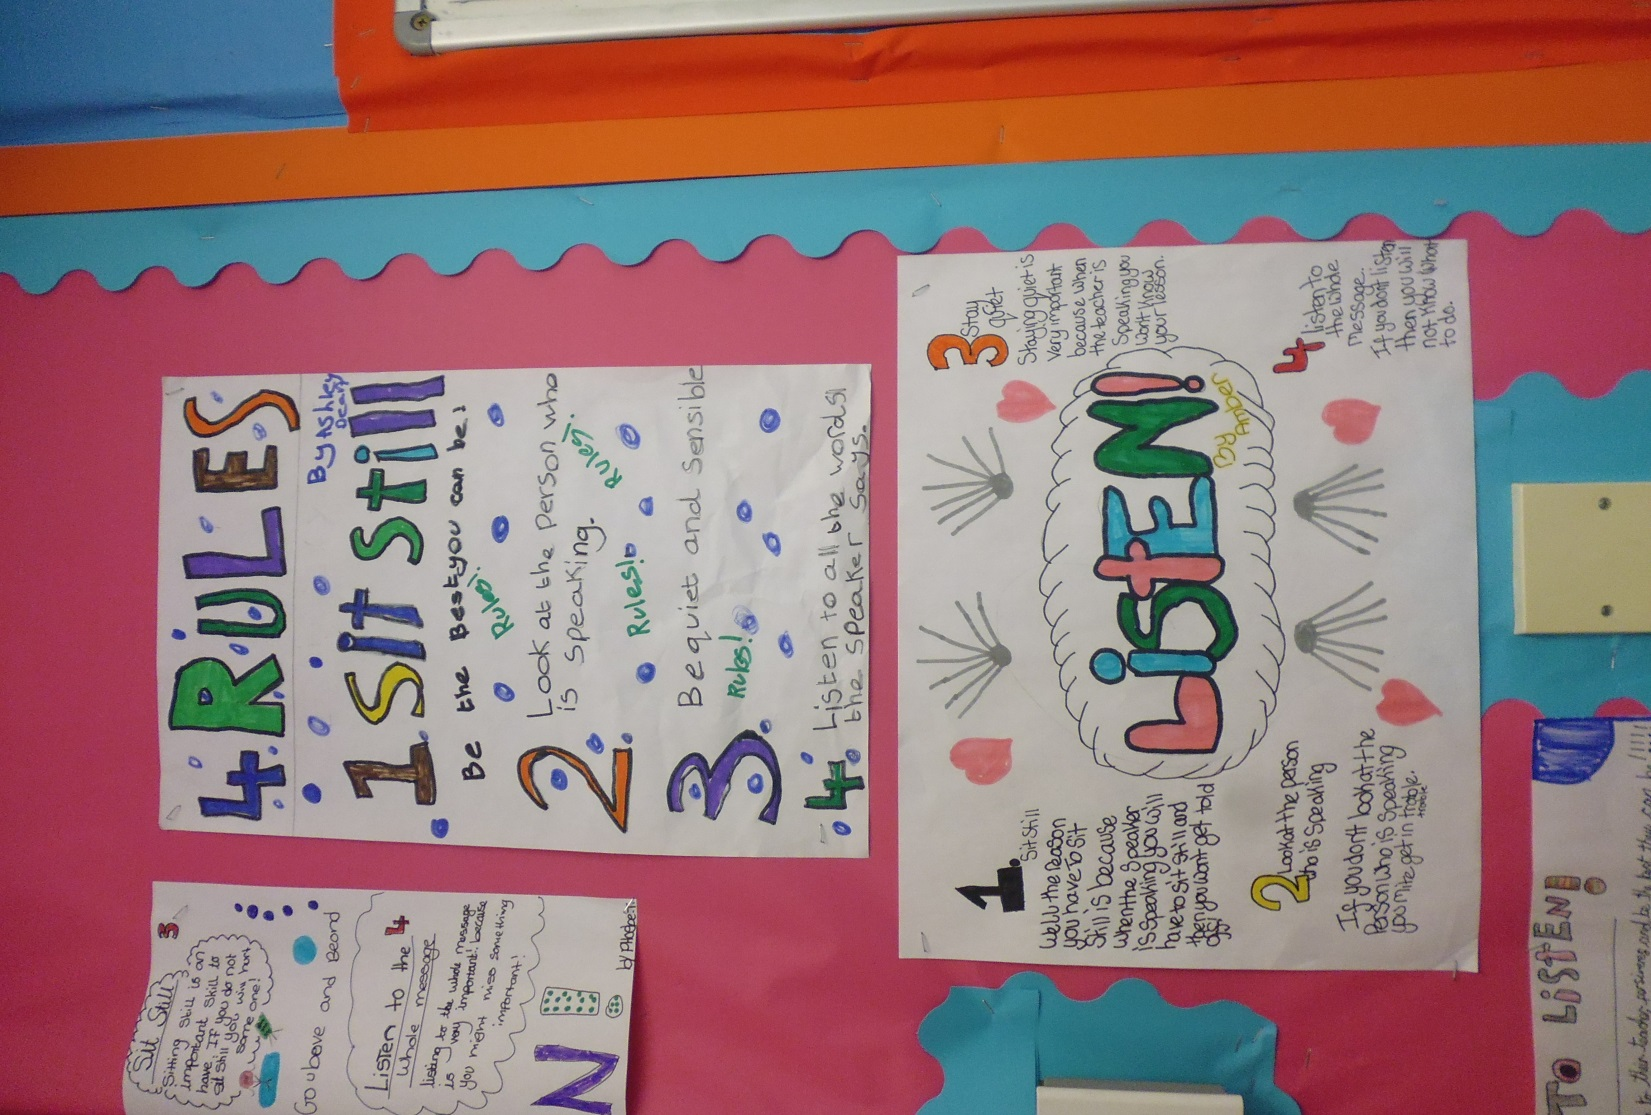 4 RULES
By Ashley
1 Sit Still
Be the Best you can be!
Rules!
2 Look at the person who
is speaking.
Rules!
Rules!
3 Be quiet and sensible
Rules!
4 Listen to all the words
the speaker says.
LiStEN!
By Amber
1. Sit Still
Well the reason
you have To Sit
Still is because
when the speaker
is speaking you will
have to sit still and
then you wont get told
off!
2 Look at the person
who is Speaking
If you don't look at the
Person who is Speaking
you mite get in
3 Stay
quiet
Staying quiet is
very important
because when
the teacher is
Speaking you
wont know
your lesson.
4 listen to
the whole
message.
If you dont listen
then you will
not know what
to do.
Sit Still
3
Sitting still is an
important skill to
have. If you do not
sit still you will hurt
some one!
Go above and
Listen to the 4
whole message
listing to the whole message
is very important! because
you might miss something
important!
N
by Phoebe
TO LiStEN!